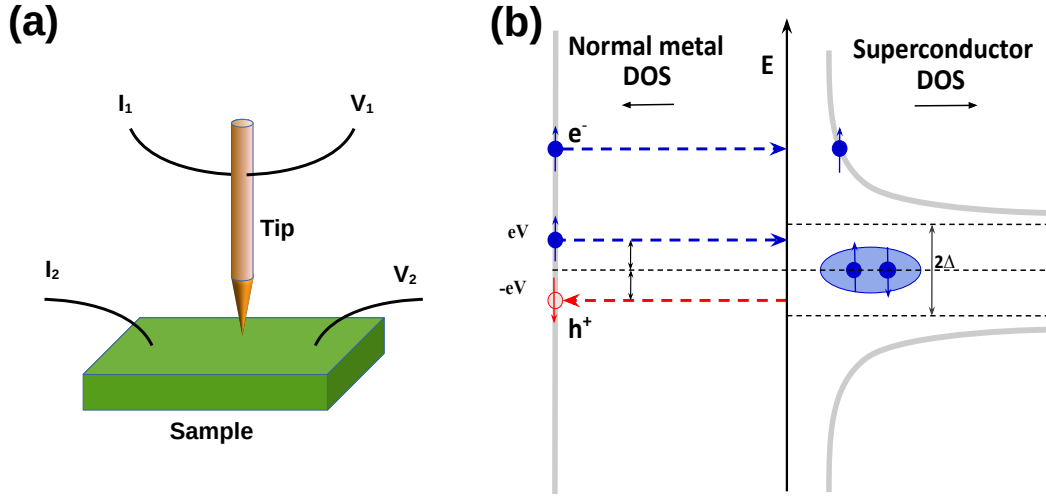 (a)
I₁
V₁
Tip
I₂
V₂
Sample
(b)
Normal metal
DOS
E
Superconductor
DOS
e⁻
eV
2Δ
-eV
h⁺